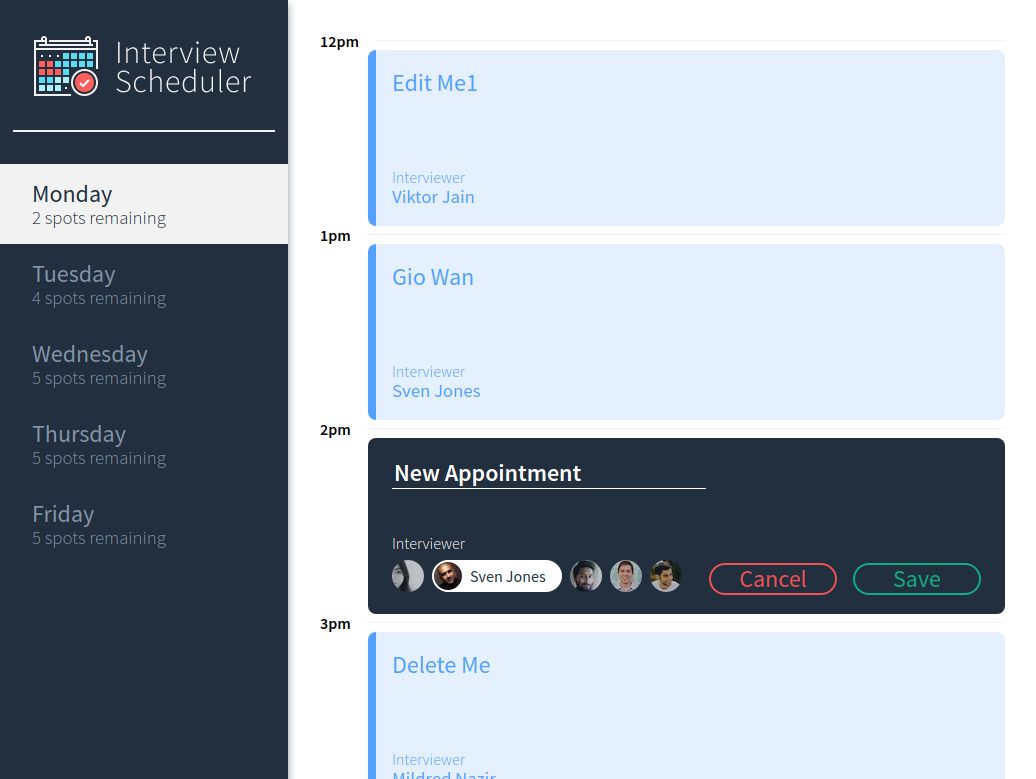 Interview
Scheduler
Monday
2 spots remaining
Tuesday
4 spots remaining
Wednesday
5 spots remaining
Thursday
5 spots remaining
Friday
5 spots remaining
12pm
Edit Me1
Interviewer
Viktor Jain
1pm
Gio Wan
Interviewer
Sven Jones
2pm
New Appointment
Interviewer
Sven Jones
Cancel
Save
3pm
Delete Me
Interviewer
Mildred Nazir